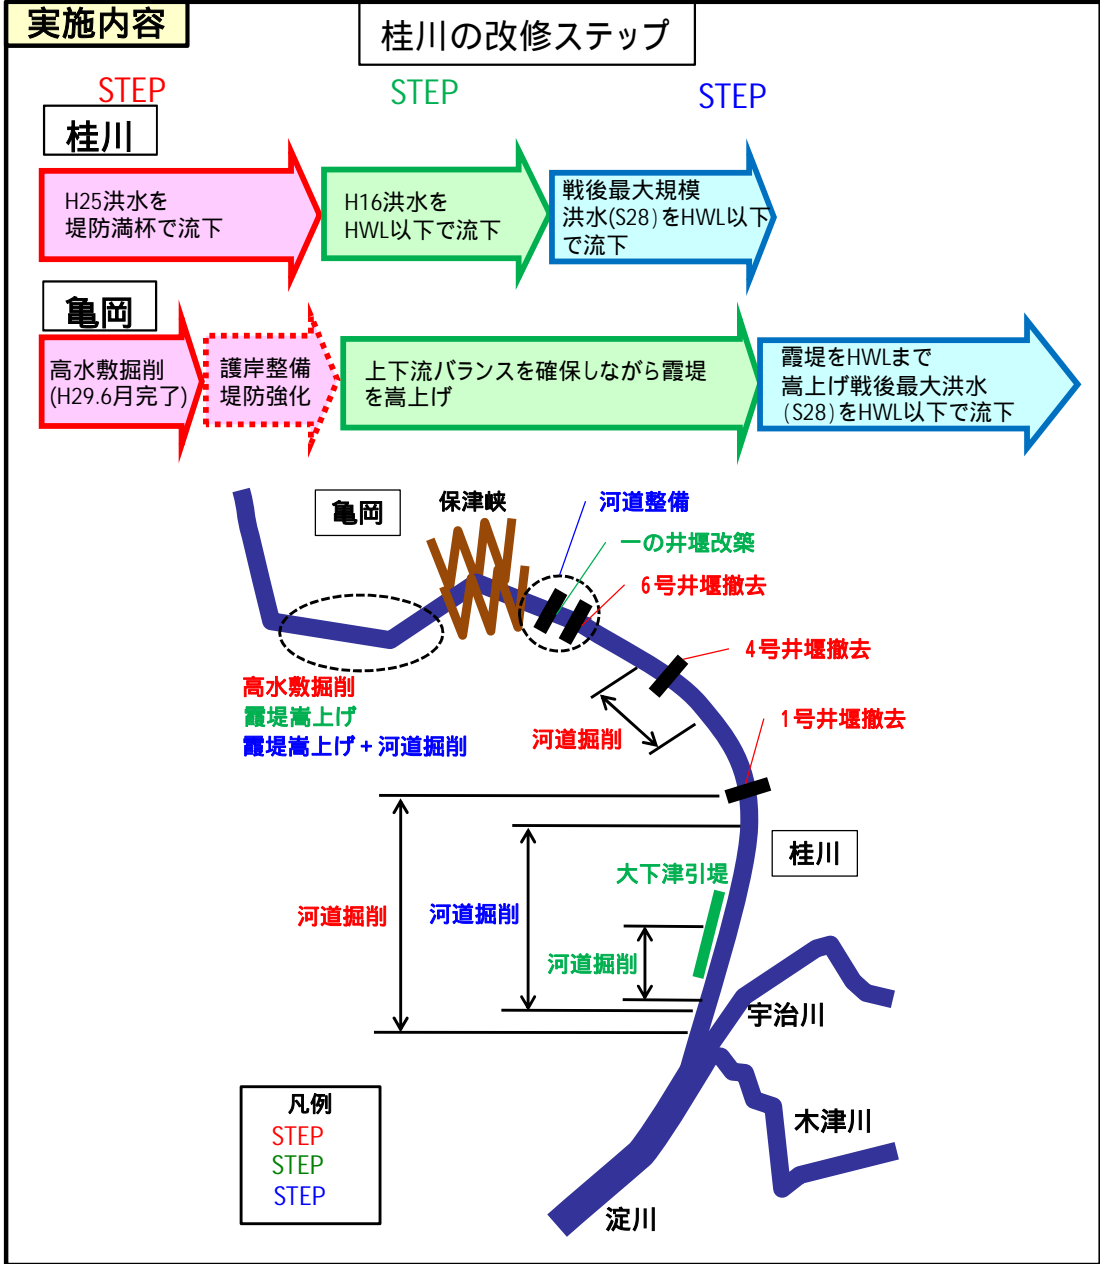 実施内容
桂川の改修ステップ
STEP
STEP
STEP
桂川
H25洪水を
堤防満杯で流下
H16洪水を
HWL以下で流下
戦後最大規模
洪水(S28)をHWL以下
で流下
亀岡
高水敷掘削
(H29.6月完了)
護岸整備
堤防強化
上下流バランスを確保しながら霞堤
を嵩上げ
霞堤をHWLまで
嵩上げ戦後最大洪水
(S28)をHWL以下で流下
亀岡
保津峡
河道整備
一の井堰改築
6号井堰撤去
4号井堰撤去
1号井堰撤去
高水敷掘削
霞堤嵩上げ
霞堤嵩上げ+河道掘削
河道掘削
桂川
大下津引堤
河道掘削
河道掘削
河道掘削
宇治川
木津川
淀川
凡例
STEP
STEP
STEP